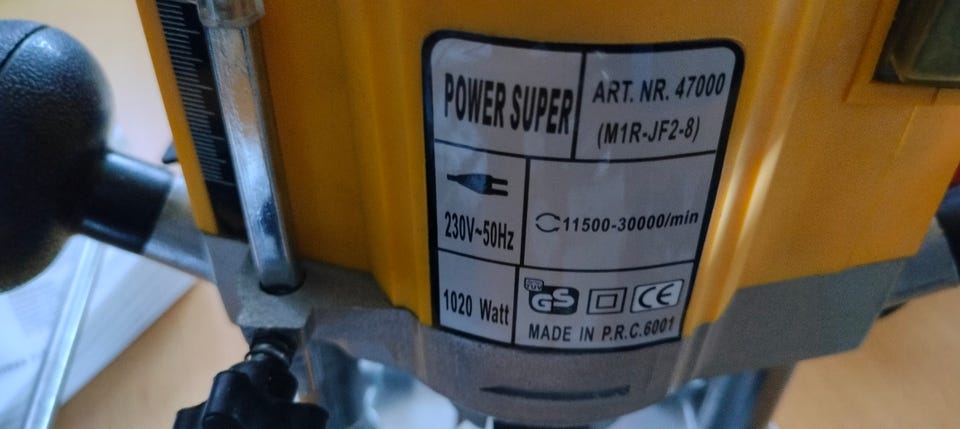 POWER SUPER
ART. NR. 47000
(M1R-JF2-8)
230V~50Hz
11500-30000/min
1020 Watt
TÜV
GS
CE
MADE IN P.R.C.6001